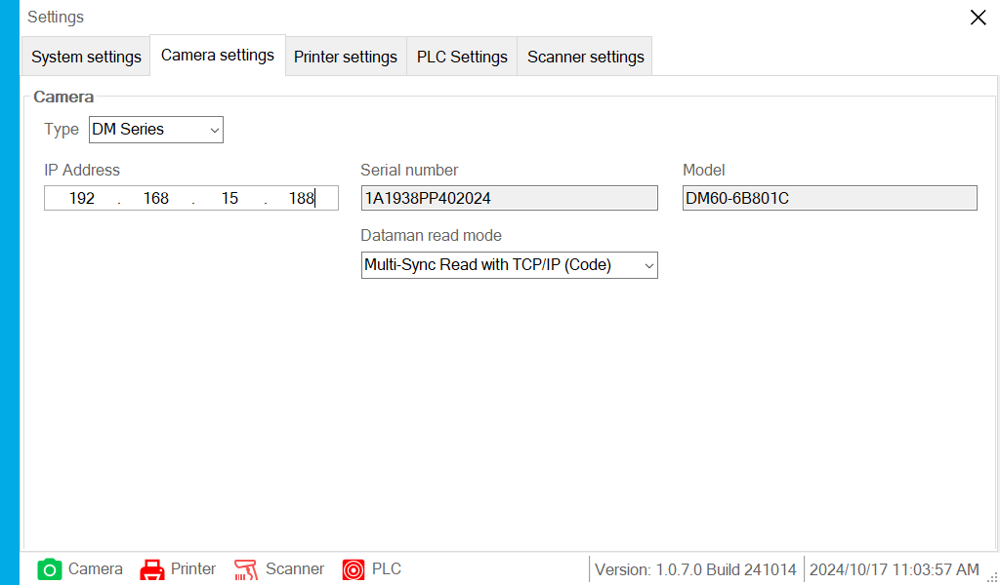 Settings
System settings Camera settings Printer settings PLC Settings Scanner settings
Camera
Type DM Series
IP Address Serial number Model
192 . 168 . 15 . 188 1A1938PP402024 DM60-6B801C
Dataman read mode
Multi-Sync Read with TCP/IP (Code)
Camera Printer Scanner PLC Version: 1.0.7.0 Build 241014 2024/10/17 11:03:57 AM